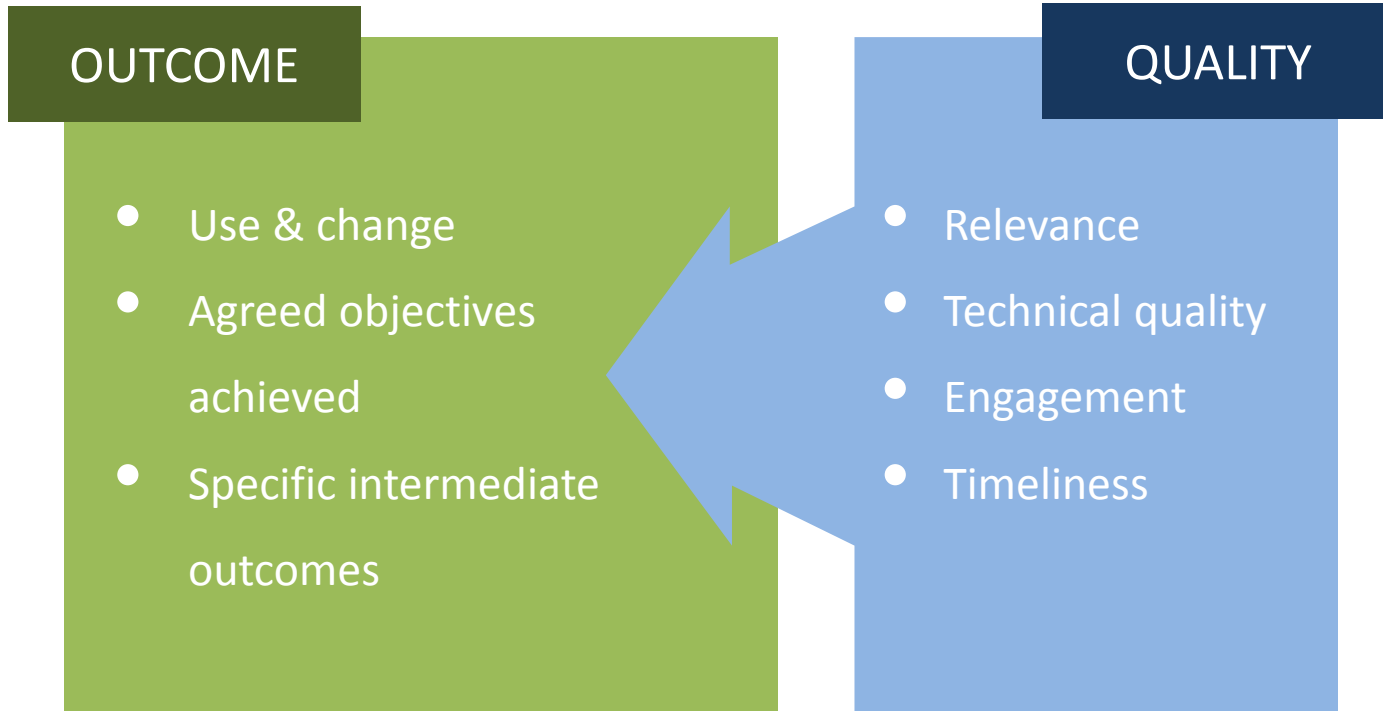 OUTCOME
• Use & change
• Agreed objectives
achieved
• Specific intermediate
outcomes
QUALITY
• Relevance
• Technical quality
• Engagement
• Timeliness